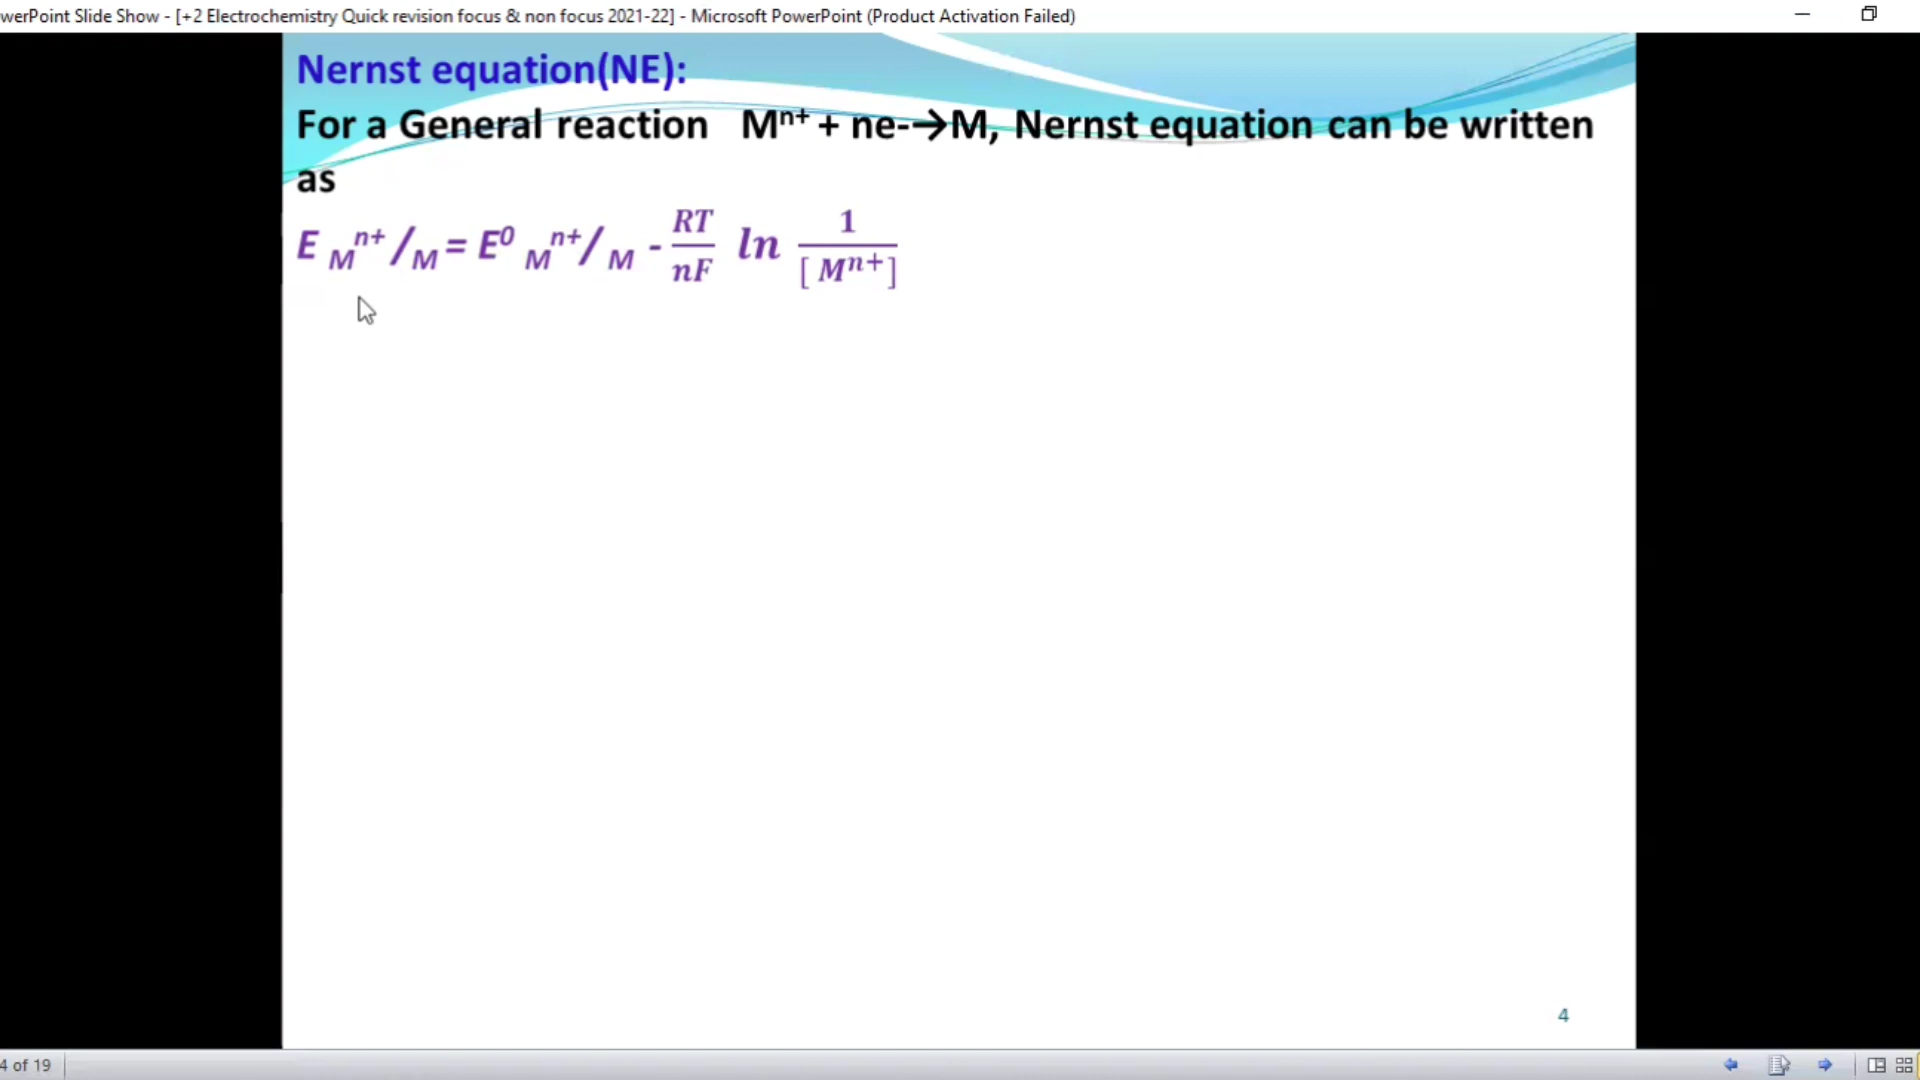 werPoint Slide Show - [+2 Electrochemistry Quick revision focus & non focus 2021-22] - Microsoft PowerPoint (Product Activation Failed)
Nernst equation(NE):
For a General reaction Mⁿ⁺ + ne-→M, Nernst equation can be written
as
E Mⁿ⁺/M = E⁰ Mⁿ⁺/M - RT/nF ln 1/[Mⁿ⁺]
4
4 of 19